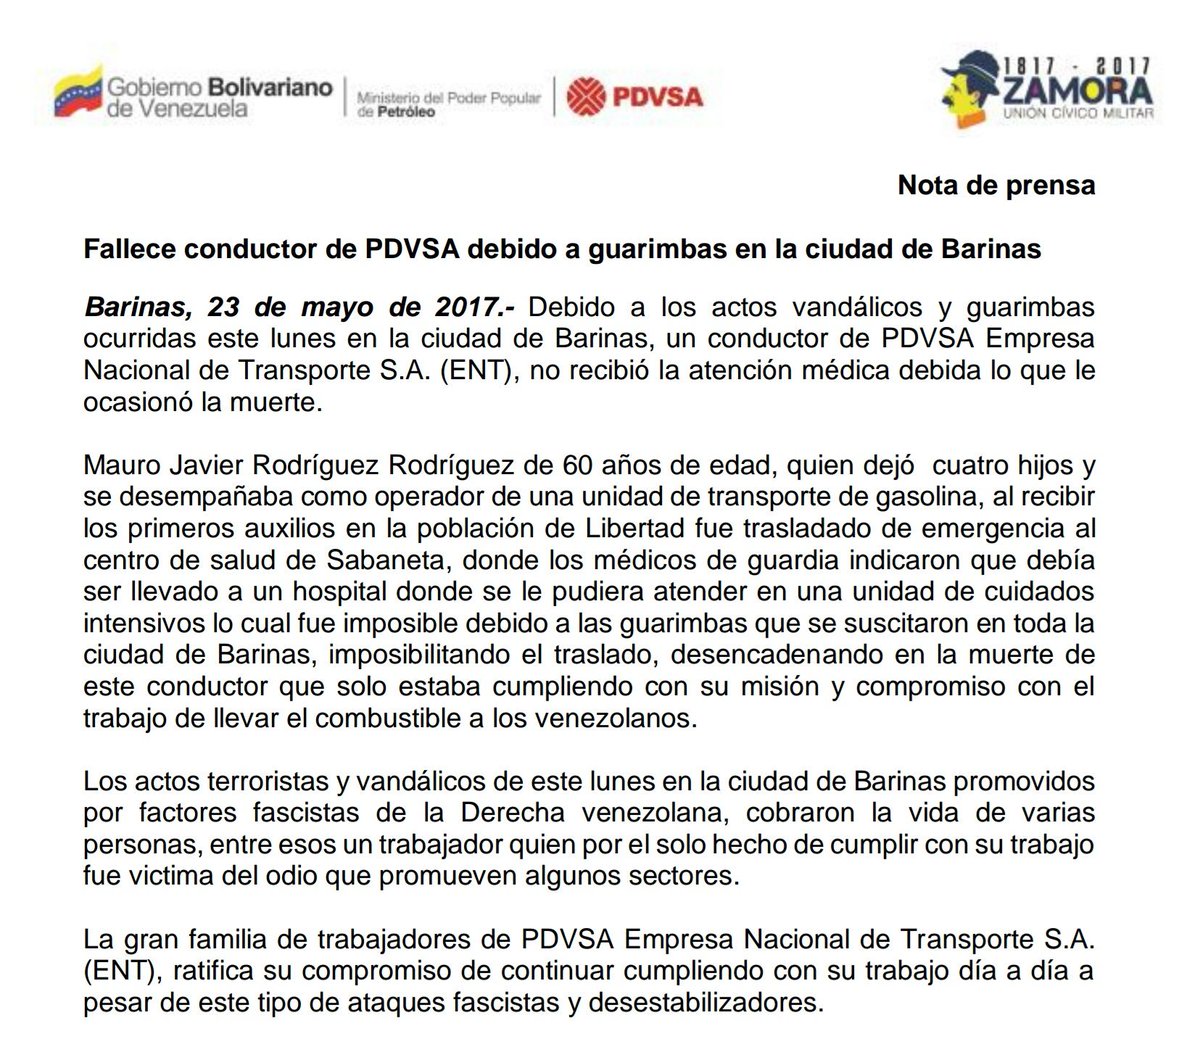 Gobierno Bolivariano
de Venezuela
Ministerio del Poder Popular
de Petróleo
PDVSA
1817 - 2017
ZAMORA
UNIÓN CÍVICO MILITAR
Nota de prensa
Fallece conductor de PDVSA debido a guarimbas en la ciudad de Barinas
Barinas, 23 de mayo de 2017.- Debido a los actos vandálicos y guarimbas
ocurridas este lunes en la ciudad de Barinas, un conductor de PDVSA Empresa
Nacional de Transporte S.A. (ENT), no recibió la atención médica debida lo que le
ocasionó la muerte.
Mauro Javier Rodríguez Rodríguez de 60 años de edad, quien dejó  cuatro hijos y
se desempañaba como operador de una unidad de transporte de gasolina, al recibir
los primeros auxilios en la población de Libertad fue trasladado de emergencia al
centro de salud de Sabaneta, donde los médicos de guardia indicaron que debía
ser llevado a un hospital donde se le pudiera atender en una unidad de cuidados
intensivos lo cual fue imposible debido a las guarimbas que se suscitaron en toda la
ciudad de Barinas, imposibilitando el traslado, desencadenando en la muerte de
este conductor que solo estaba cumpliendo con su misión y compromiso con el
trabajo de llevar el combustible a los venezolanos.
Los actos terroristas y vandálicos de este lunes en la ciudad de Barinas promovidos
por factores fascistas de la Derecha venezolana, cobraron la vida de varias
personas, entre esos un trabajador quien por el solo hecho de cumplir con su trabajo
fue victima del odio que promueven algunos sectores.
La gran familia de trabajadores de PDVSA Empresa Nacional de Transporte S.A.
(ENT), ratifica su compromiso de continuar cumpliendo con su trabajo día a día a
pesar de este tipo de ataques fascistas y desestabilizadores.